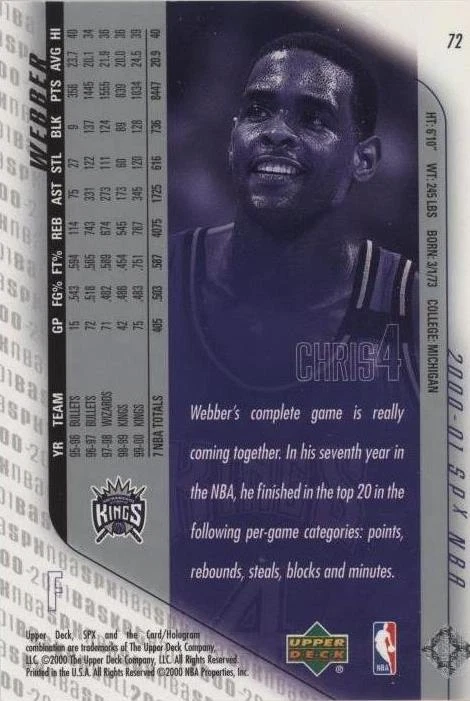 72
WEBBER
YR TEAM GP FG% FT% REB AST STL BLK PTS AVG HI
95-96 BULLETS 15 .543 .594 114 75 27 9 356 23.7 40
96-97 BULLETS 72 .518 .565 743 331 122 137 1445 20.1 34
97-98 WIZARDS 71 .482 .589 674 273 111 124 1555 21.9 36
98-99 KINGS 42 .486 .454 545 173 60 89 839 20.0 36
99-00 KINGS 75 .483 .751 787 345 120 128 1834 24.5 39
7 NBA TOTALS 405 .503 .587 4075 1725 616 736 8447 20.9 40
HT: 6'10" WT: 245 LBS BORN: 3/1/73 COLLEGE: MICHIGAN
2000-01 SPX NBA
CHRIS 4
Webber's complete game is really
coming together. In his seventh year in
the NBA, he finished in the top 20 in the
following per-game categories: points,
rebounds, steals, blocks and minutes.
KINGS
F
Upper Deck, SPX and the Card/Hologram
combination are trademarks of The Upper Deck Company,
LLC. ©2000 The Upper Deck Company, LLC. All Rights Reserved.
Printed in the U.S.A. All Rights Reserved ©2000 NBA Properties, Inc.
UPPER
DECK
®
NBA